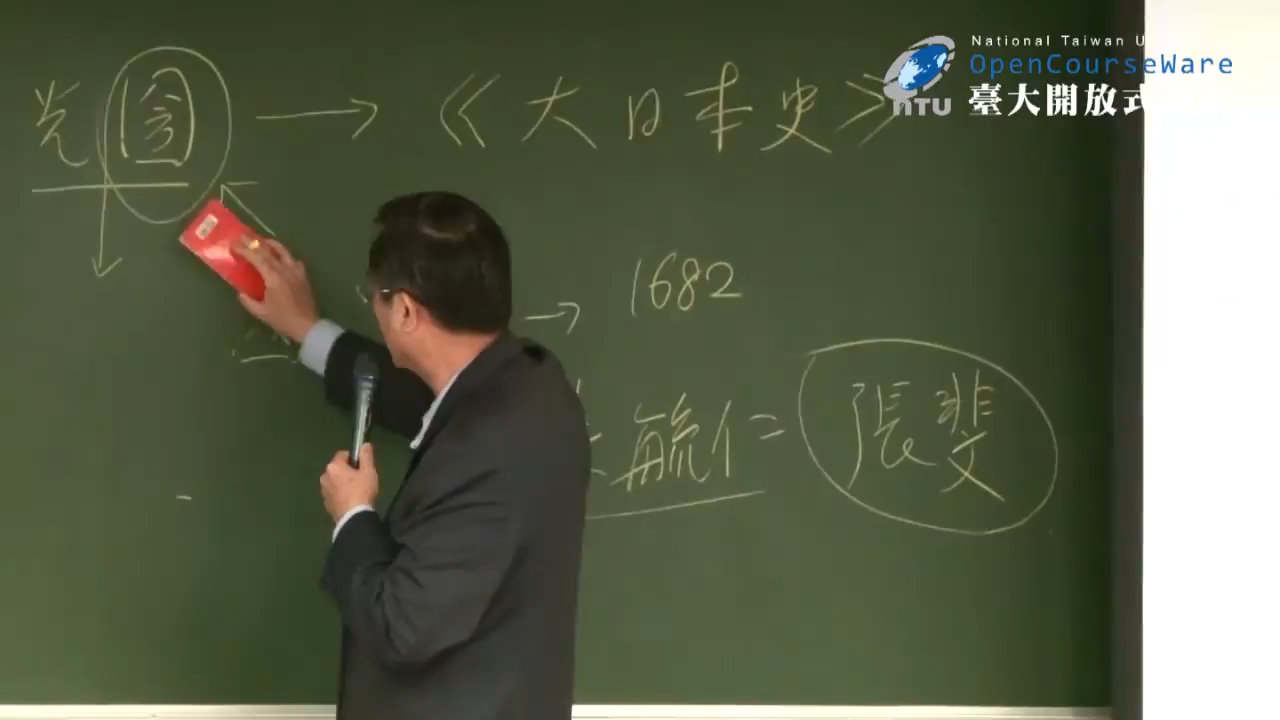 National Taiwan U
OpenCourseWare
NTU 臺大開放式
光圀 → 《大日本史》
→ 1682
毓仁 = 張斐